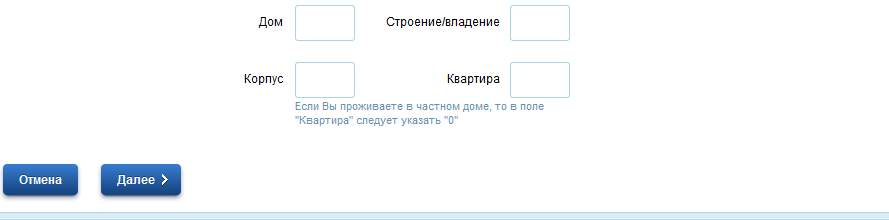 Дом Строение/владение
Корпус Квартира
Если Вы проживаете в частном доме, то в поле
"Квартира" следует указать "0"
Отмена Далее